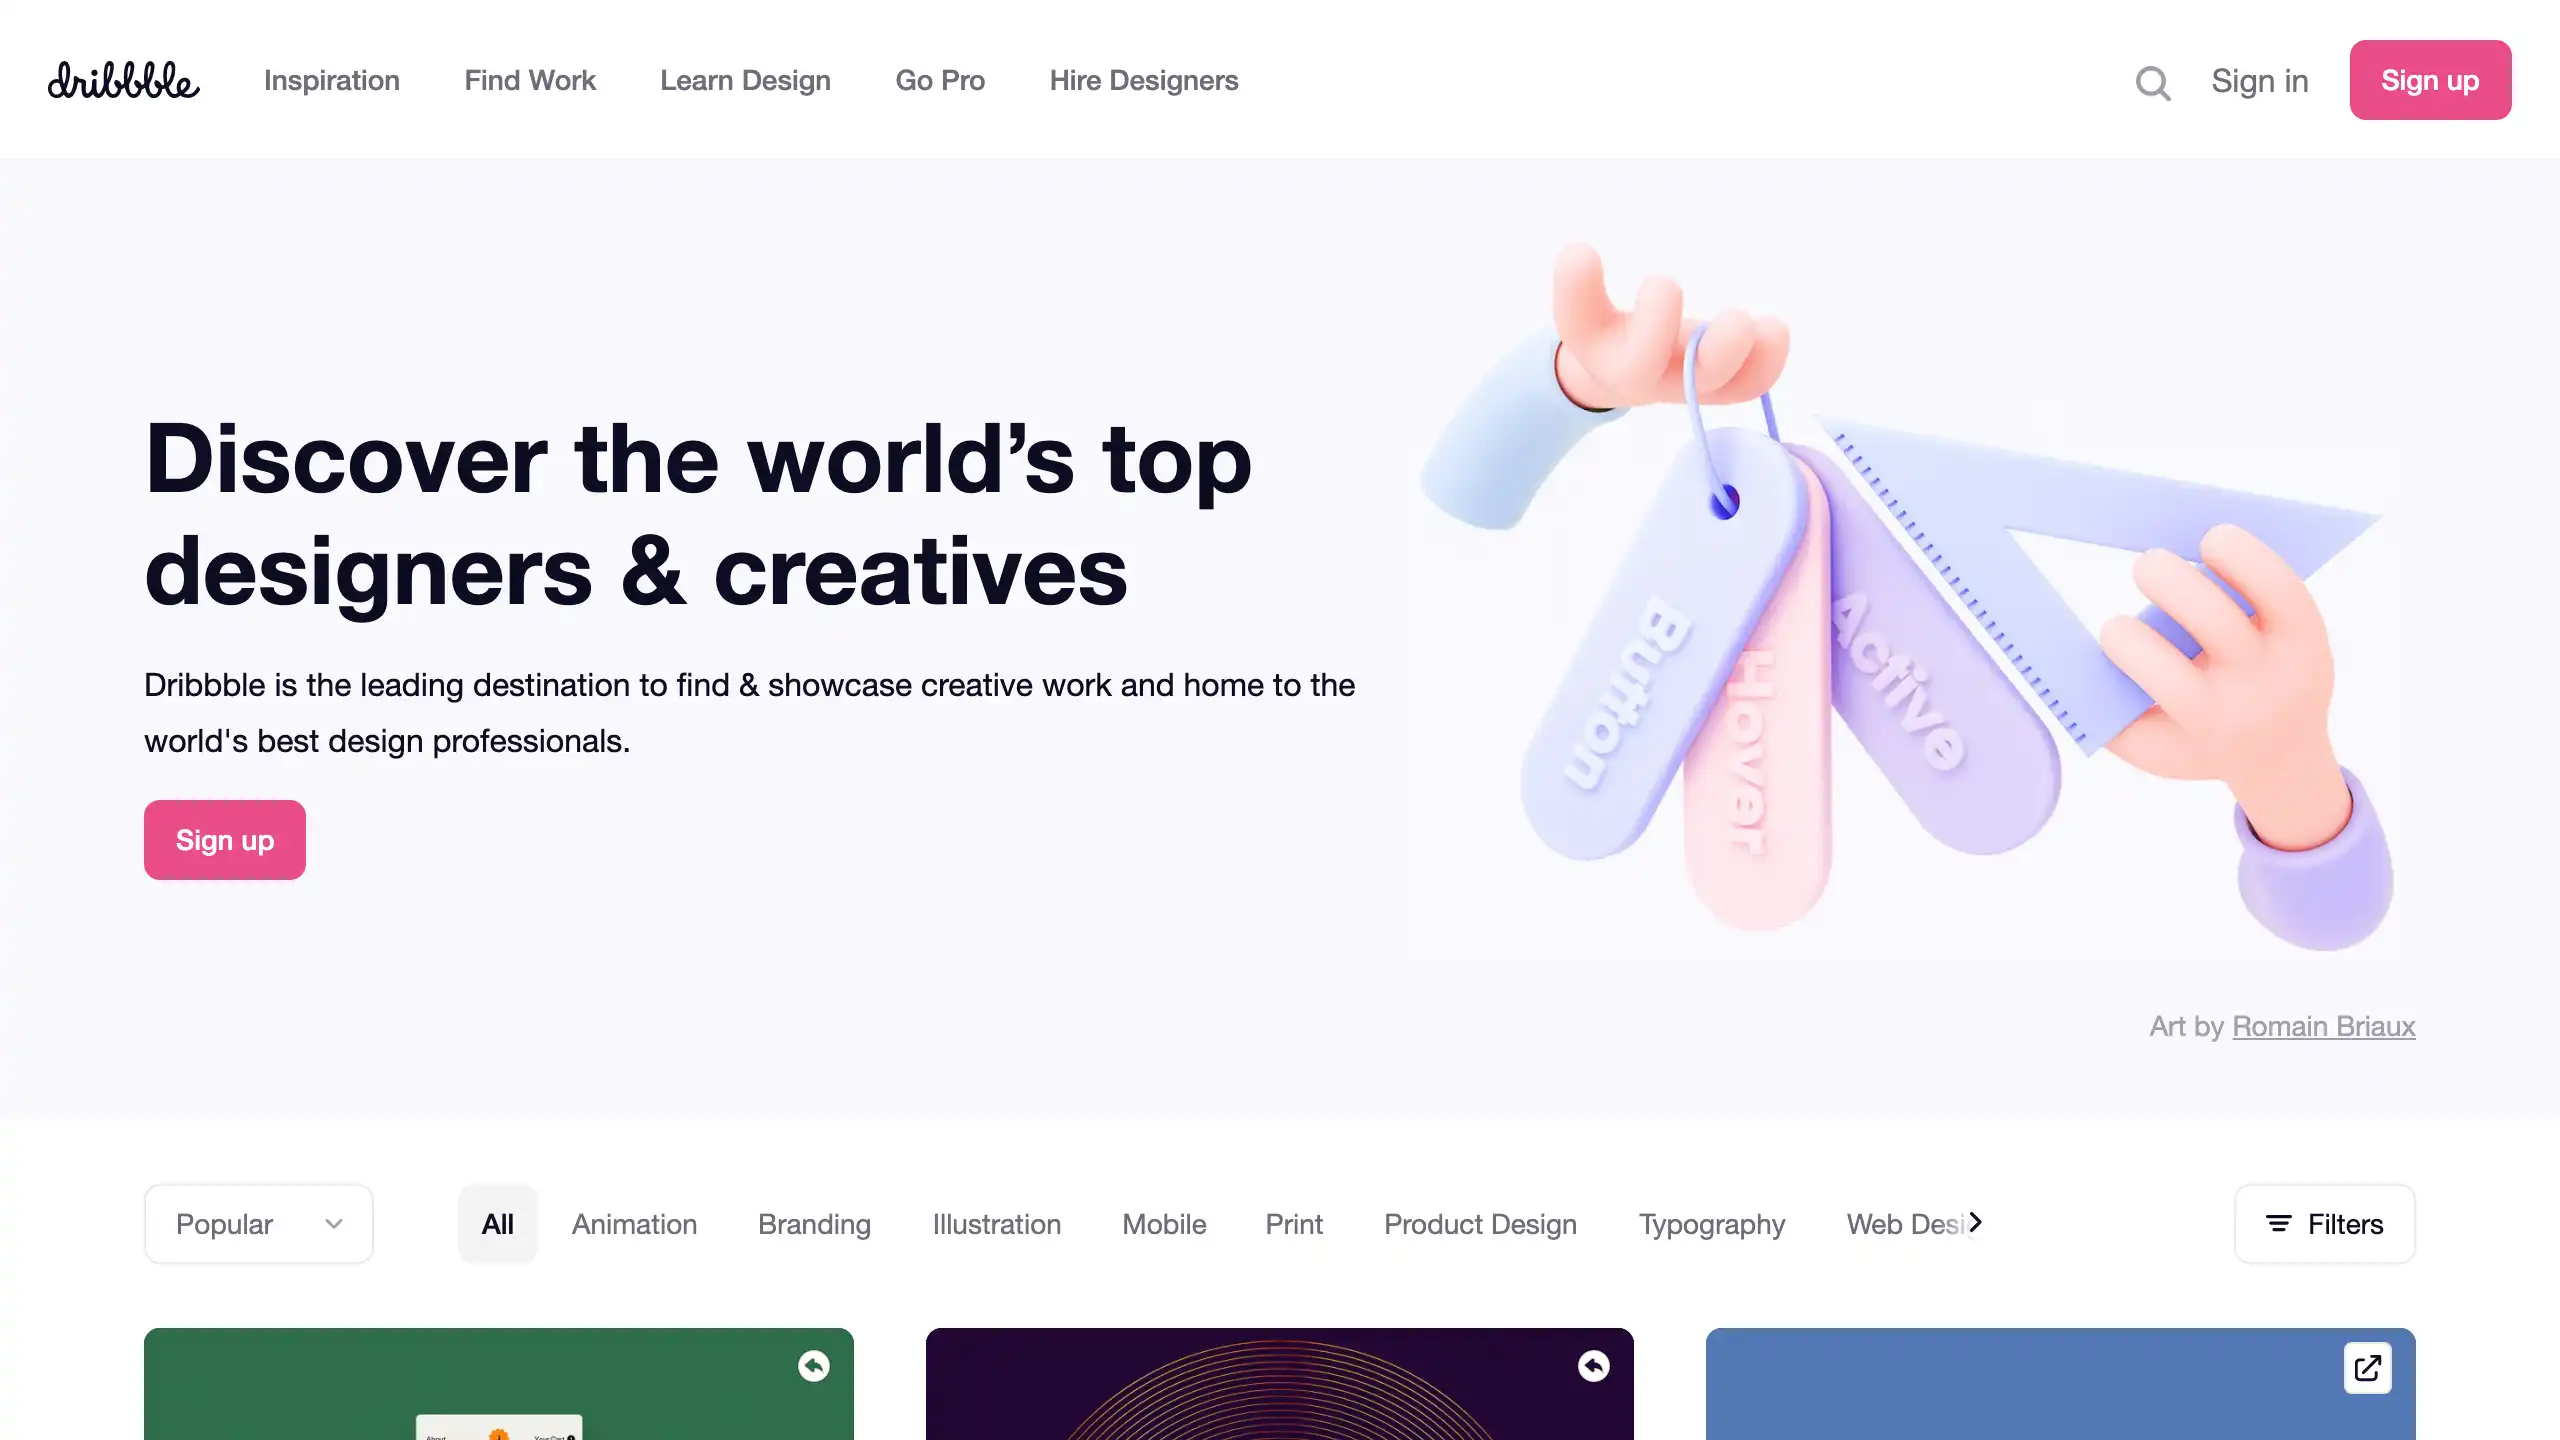 dribbble
Inspiration
Find Work
Learn Design
Go Pro
Hire Designers
Sign in
Sign up
Discover the world’s top
designers & creatives
Dribbble is the leading destination to find & showcase creative work and home to the
world's best design professionals.
Sign up
Button
Hover
Active
Art by Romain Briaux
Popular
All
Animation
Branding
Illustration
Mobile
Print
Product Design
Typography
Web Desi
Filters
About
Your Cart